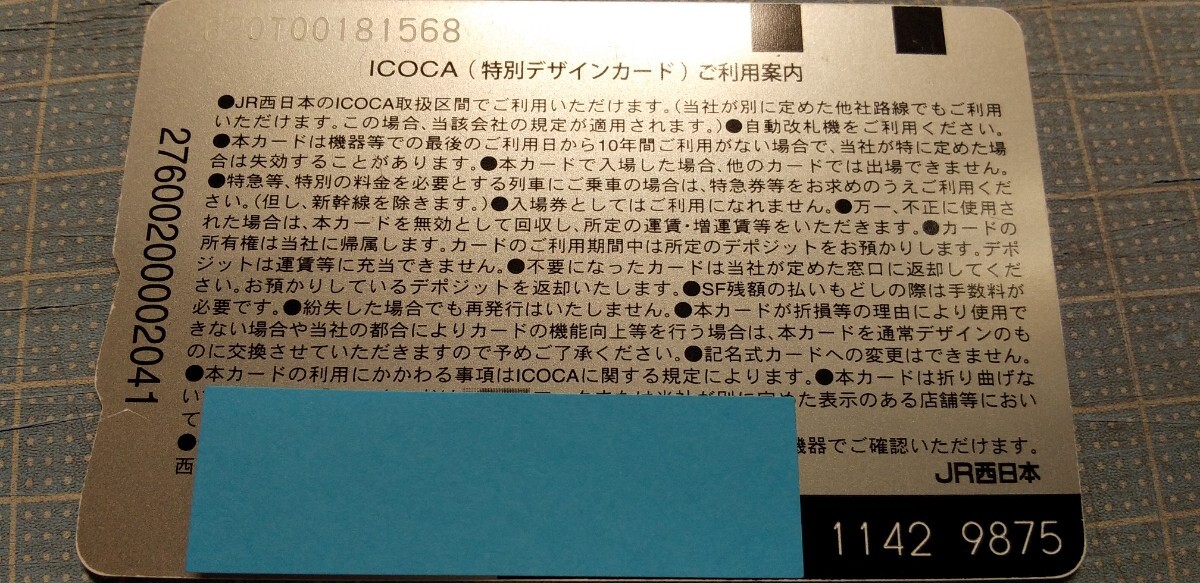 0T00181568
ICOCA（特別デザインカード）ご利用案内
●JR西日本のICOCA取扱区間でご利用いただけます。（当社が別に定めた他社路線でもご利用
いただけます。この場合、当該会社の規定が適用されます。）●自動改札機をご利用ください。
●本カードは機器等での最後のご利用日から10年間ご利用がない場合で、当社が特に定めた場
合は失効することがあります。●本カードで入場した場合、他のカードでは出場できません。
●特急等、特別の料金を必要とする列車にご乗車の場合は、特急券等をお求めのうえご利用くだ
さい。（但し、新幹線を除きます。）●入場券としてはご利用になれません。●万一、不正に使用さ
れた場合は、本カードを無効として回収し、所定の運賃・増運賃等をいただきます。●カードの
所有権は当社に帰属します。カードのご利用期間中は所定のデポジットをお預かりします。デポ
ジットは運賃等に充当できません。●不要になったカードは当社が定めた窓口に返却してくだ
さい。お預かりしているデポジットを返却いたします。●SF残額の払いもどしの際は手数料が
必要です。●紛失した場合でも再発行はいたしません。●本カードが折損等の理由により使用で
きない場合や当社の都合によりカードの機能向上等を行う場合は、本カードを通常デザインのも
のに交換させていただきますので予めご了承ください。●記名式カードへの変更はできません。
●本カードの利用にかかわる事項はICOCAに関する規定によります。●本カードは折り曲げな
い
または当社が別に定めた表示のある店舗等におい
て
●
機器でご確認いただけます。
西
JR西日本
1142 9875
276002000002041